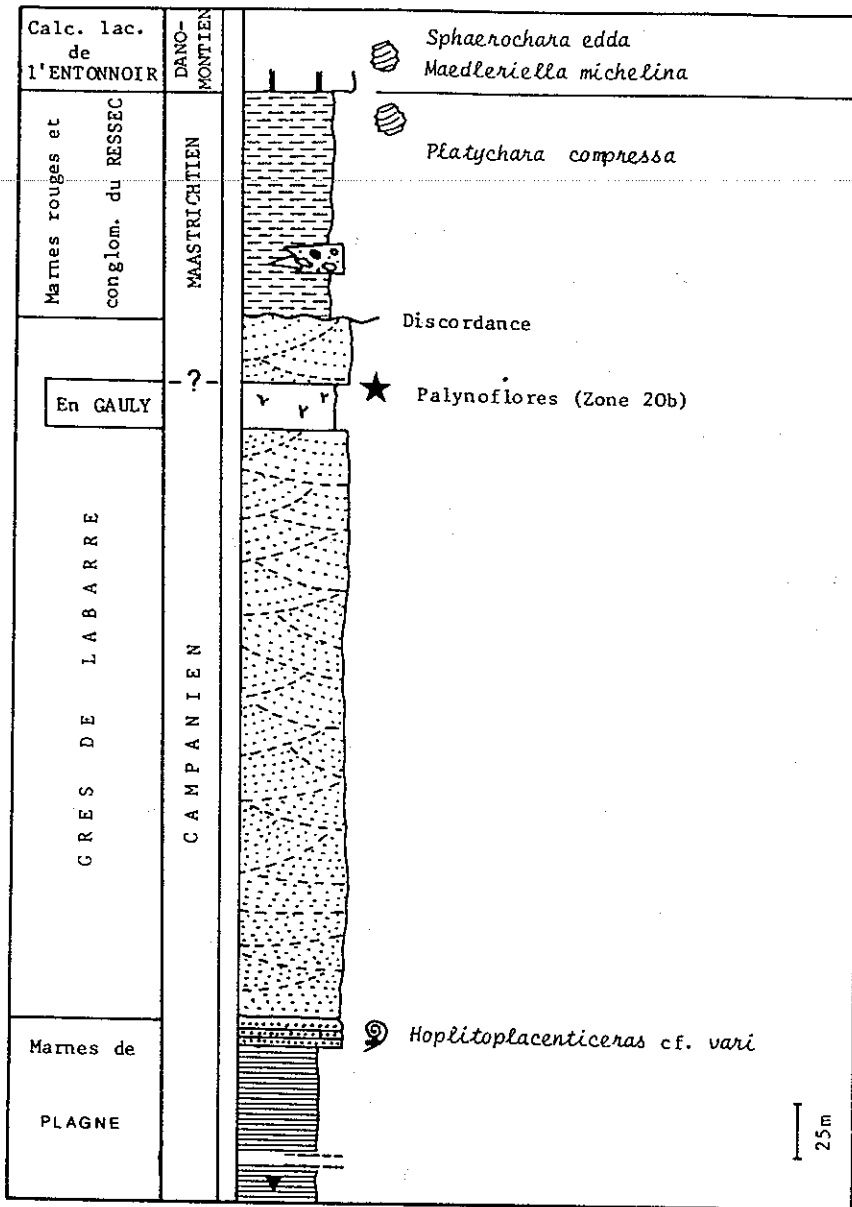 Calc. lac.
de
l'ENTONNOIR
DANO-
MONTIEN
Sphaerochara edda
Maedleriella michelina
Marnes rouges et
conglom. du RESSEC
MAASTRICHTIEN
Platychara compressa
Discordance
-?-
En GAULY
Palynoflores (Zone 20b)
GRES DE LABARRE
CAMPANIEN
Hoplitoplacenticeras cf. vari
Marnes de
PLAGNE
25m